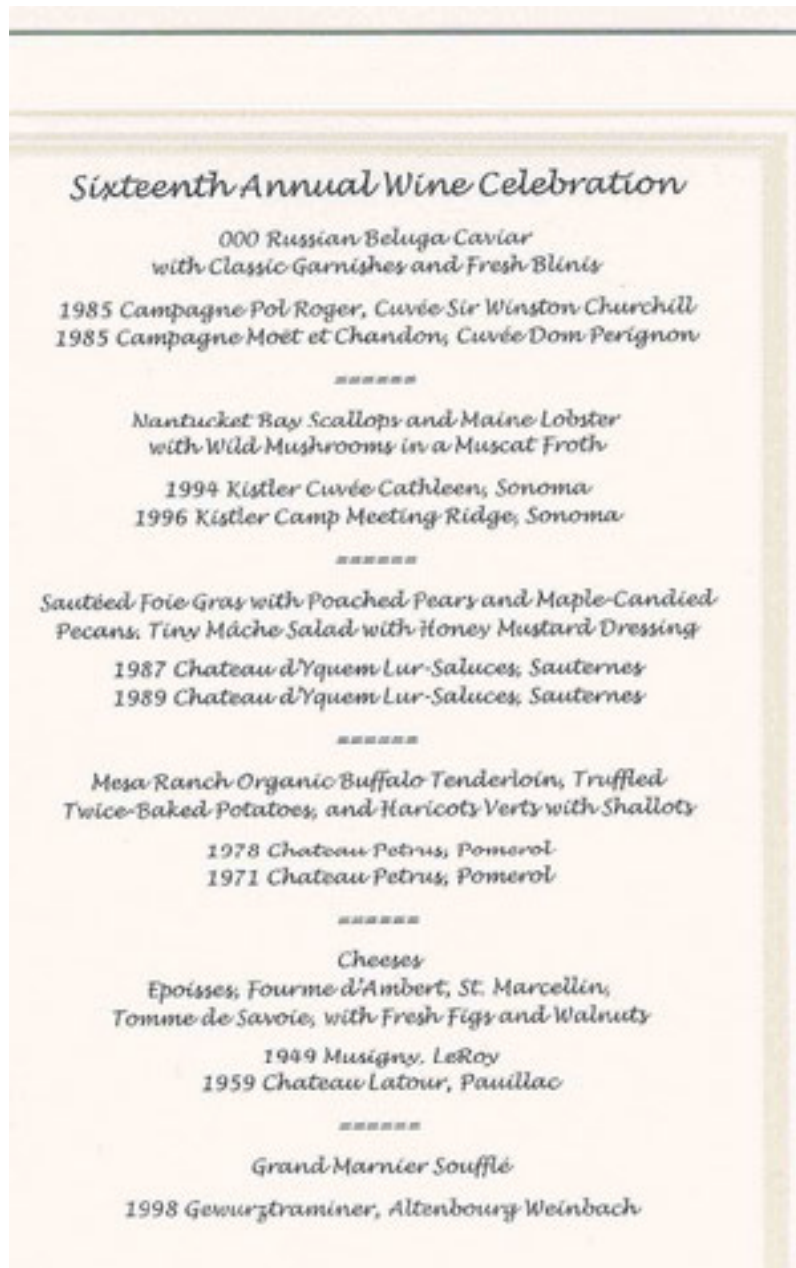 Sixteenth Annual Wine Celebration
000 Russian Beluga Caviar
with Classic Garnishes and Fresh Blinis
1985 Campagne Pol Roger, Cuvée Sir Winston Churchill
1985 Campagne Moët et Chandon, Cuvée Dom Perignon
======
Nantucket Bay Scallops and Maine Lobster
with Wild Mushrooms in a Muscat Froth
1994 Kistler Cuvée Cathleen, Sonoma
1996 Kistler Camp Meeting Ridge, Sonoma
======
Sautéed Foie Gras with Poached Pears and Maple-Candied
Pecans. Tiny Mâche Salad with Honey Mustard Dressing
1987 Chateau d'Yquem Lur-Saluces, Sauternes
1989 Chateau d'Yquem Lur-Saluces, Sauternes
======
Mesa Ranch Organic Buffalo Tenderloin, Truffled
Twice-Baked Potatoes, and Haricots Verts with Shallots
1978 Chateau Petrus, Pomerol
1971 Chateau Petrus, Pomerol
======
Cheeses
Epoisses, Fourme d'Ambert, St. Marcellin,
Tomme de Savoie, with Fresh Figs and Walnuts
1949 Musigny, LeRoy
1959 Chateau Latour, Pauillac
======
Grand Marnier Soufflé
1998 Gewurztraminer, Altenbourg Weinbach